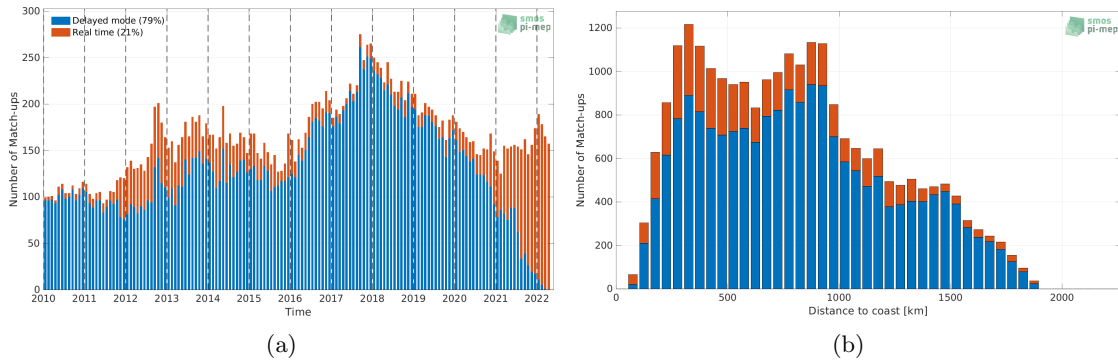 Delayed mode (79%)
Real time (21%)
smos
pi-mep
Number of Match-ups
300
250
200
150
100
50
0
2010 2011 2012 2013 2014 2015 2016 2017 2018 2019 2020 2021 2022
Time
(a)
smos
pi-mep
Number of Match-ups
1200
1000
800
600
400
200
0
0 500 1000 1500 2000
Distance to coast [km]
(b)